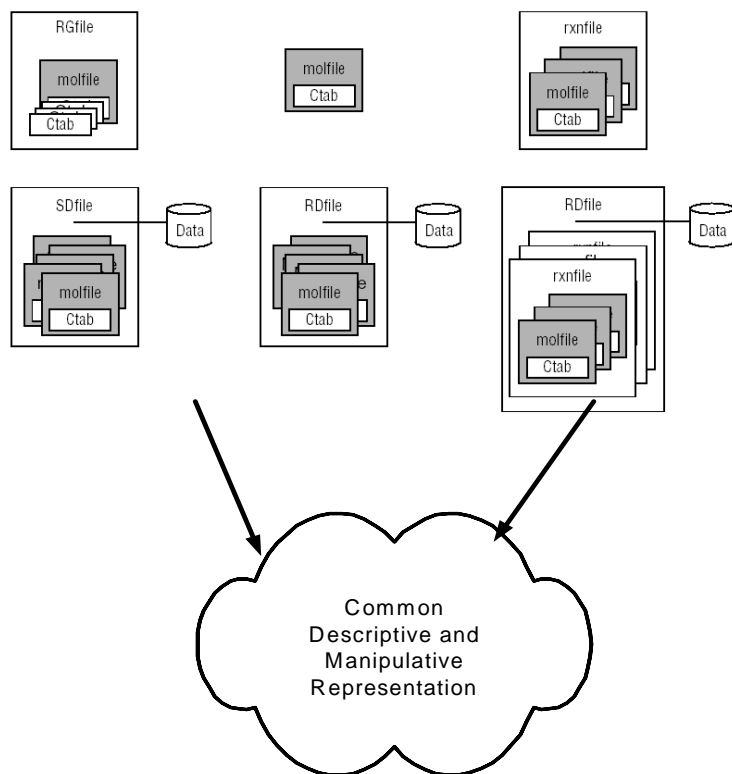 RGfile
molfile
Ctab
molfile
Ctab
rxnfile
molfile
Ctab
SDfile
Data
molfile
Ctab
RDfile
Data
molfile
Ctab
RDfile
Data
rxnfile
molfile
Ctab
Common
Descriptive and
Manipulative
Representation